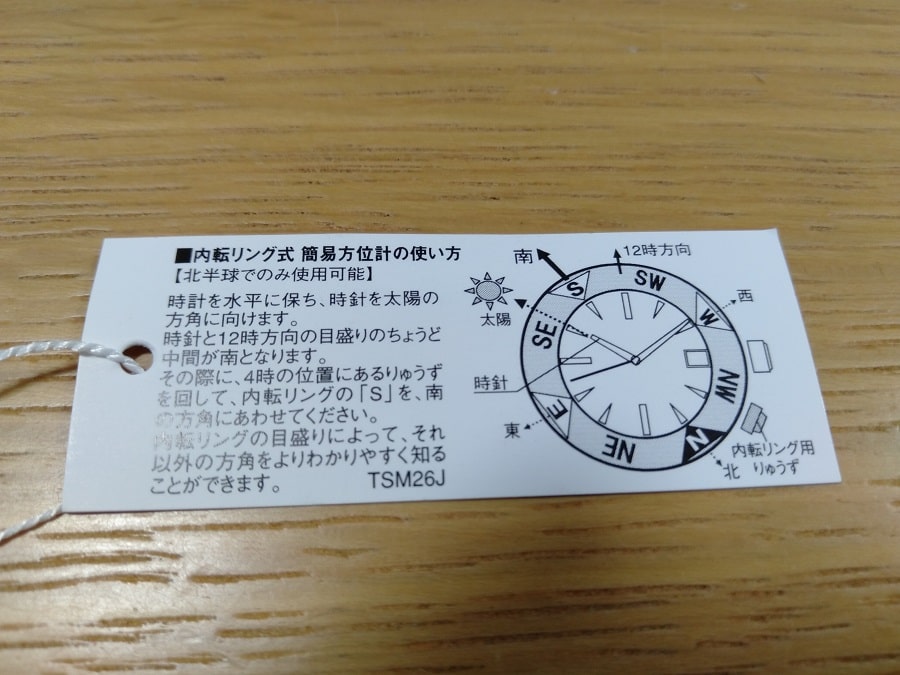 ■内転リング式 簡易方位計の使い方
【北半球でのみ使用可能】
時計を水平に保ち、時針を太陽の
方角に向けます。
時針と12時方向の目盛りのちょうど
中間が南となります。
その際に、4時の位置にあるりゅうず
を回して、内転リングの「S」を、南
の方角にあわせてください。
内転リングの目盛りによって、それ
以外の方角をよりわかりやすく知る
ことができます。
TSM26J
南
12時方向
太陽
西
時針
東
北
内転リング用
りゅうず
S
SW
W
NW
N
NE
E
SE